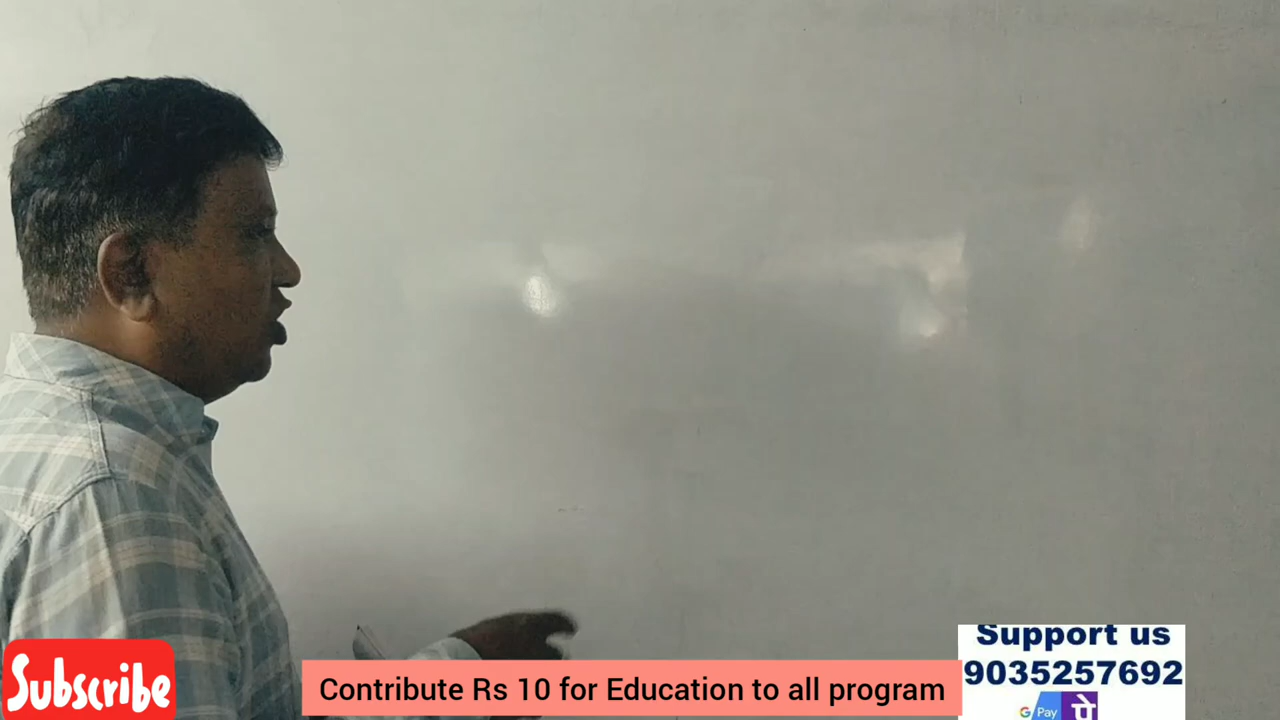 Support us
9035257692
G Pay पे
Subscribe
Contribute Rs 10 for Education to all program